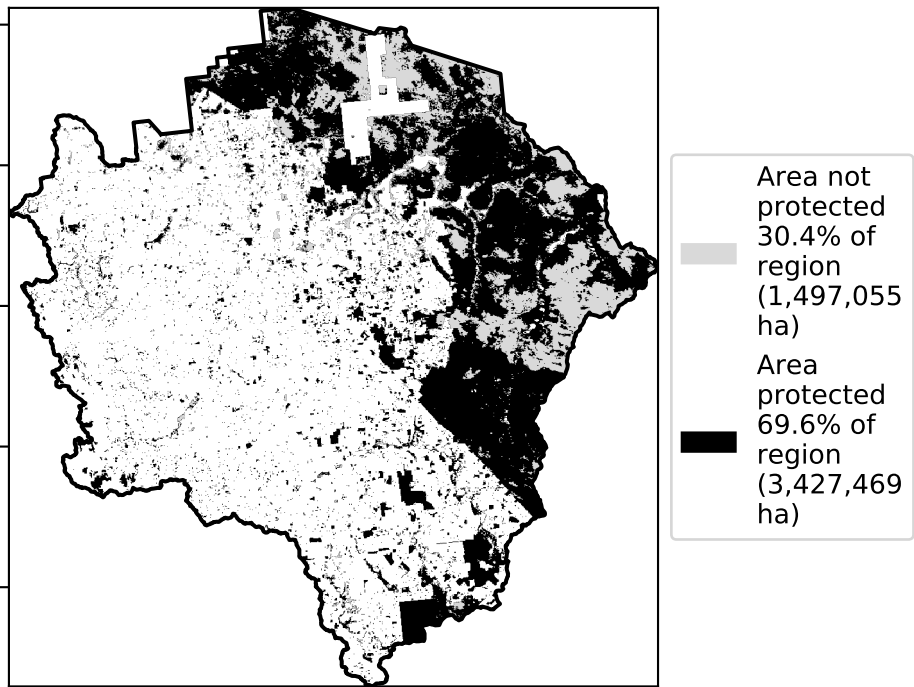 Area not
protected
30.4% of
region
(1,497,055
ha)
Area
protected
69.6% of
region
(3,427,469
ha)